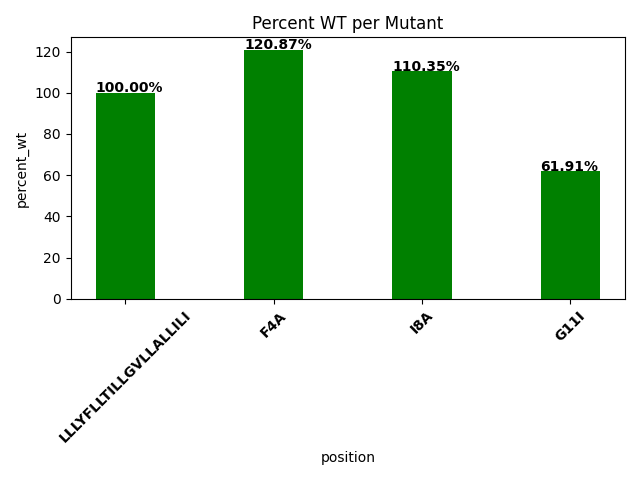 Percent WT per Mutant
percent_wt
120
100
80
60
40
20
0
100.00%
120.87%
110.35%
61.91%
LLLYFLLTILLGVLLALLILI
F4A
I8A
G11I
position